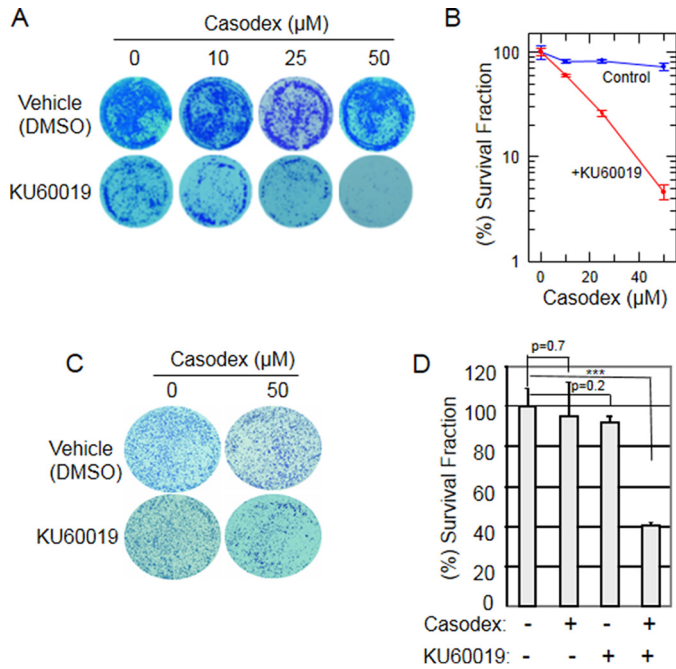 A
Casodex (µM)
0 10 25 50
Vehicle
(DMSO)
KU60019
B
(%) Survival Fraction
100
10
1
Control
+KU60019
0 20 40
Casodex (µM)
C
Casodex (µM)
0 50
Vehicle
(DMSO)
KU60019
D
p=0.7
***
p=0.2
(%) Survival Fraction
120
100
80
60
40
20
0
Casodex: - + - +
KU60019: - - + +